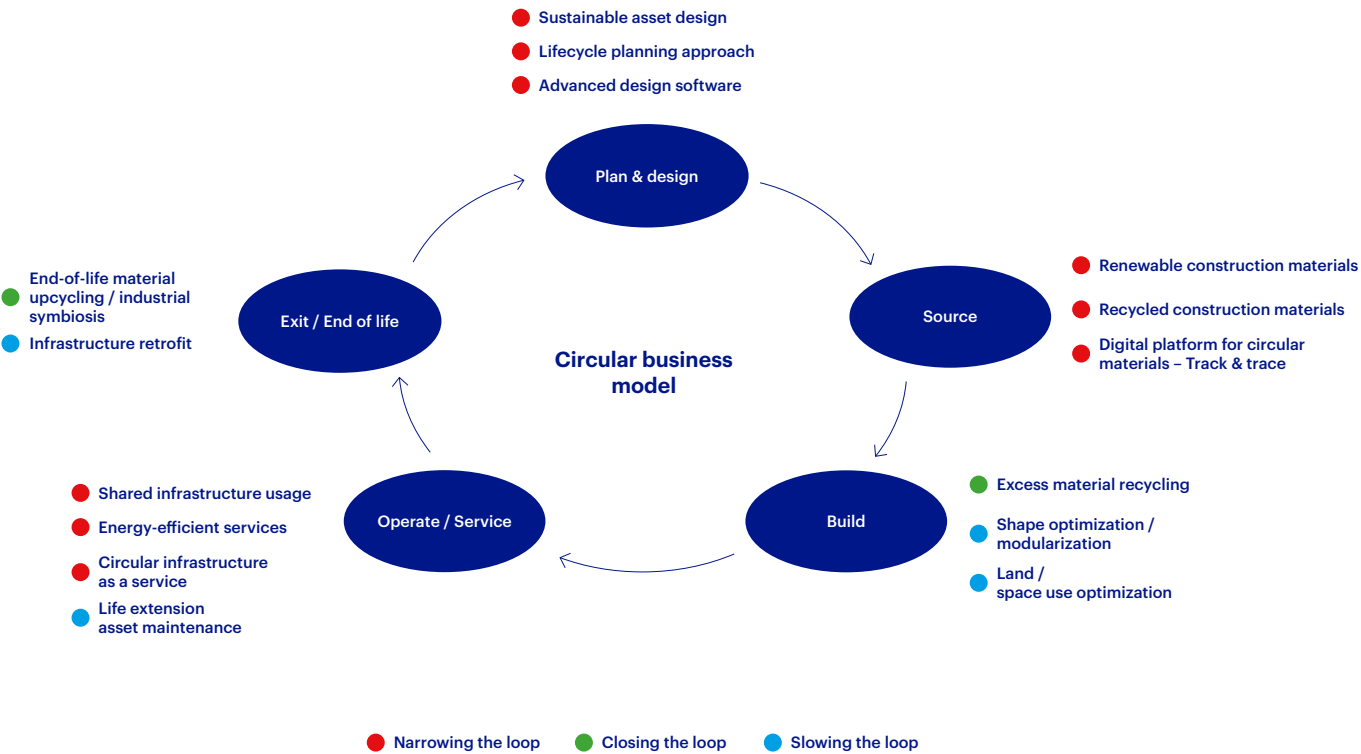 Sustainable asset design
Lifecycle planning approach
Advanced design software
Plan & design
Source
Renewable construction materials
Recycled construction materials
Digital platform for circular
materials – Track & trace
Build
Excess material recycling
Shape optimization /
modularization
Land /
space use optimization
Operate / Service
Shared infrastructure usage
Energy-efficient services
Circular infrastructure
as a service
Life extension
asset maintenance
Exit / End of life
End-of-life material
upcycling / industrial
symbiosis
Infrastructure retrofit
Circular business
model
Narrowing the loop
Closing the loop
Slowing the loop